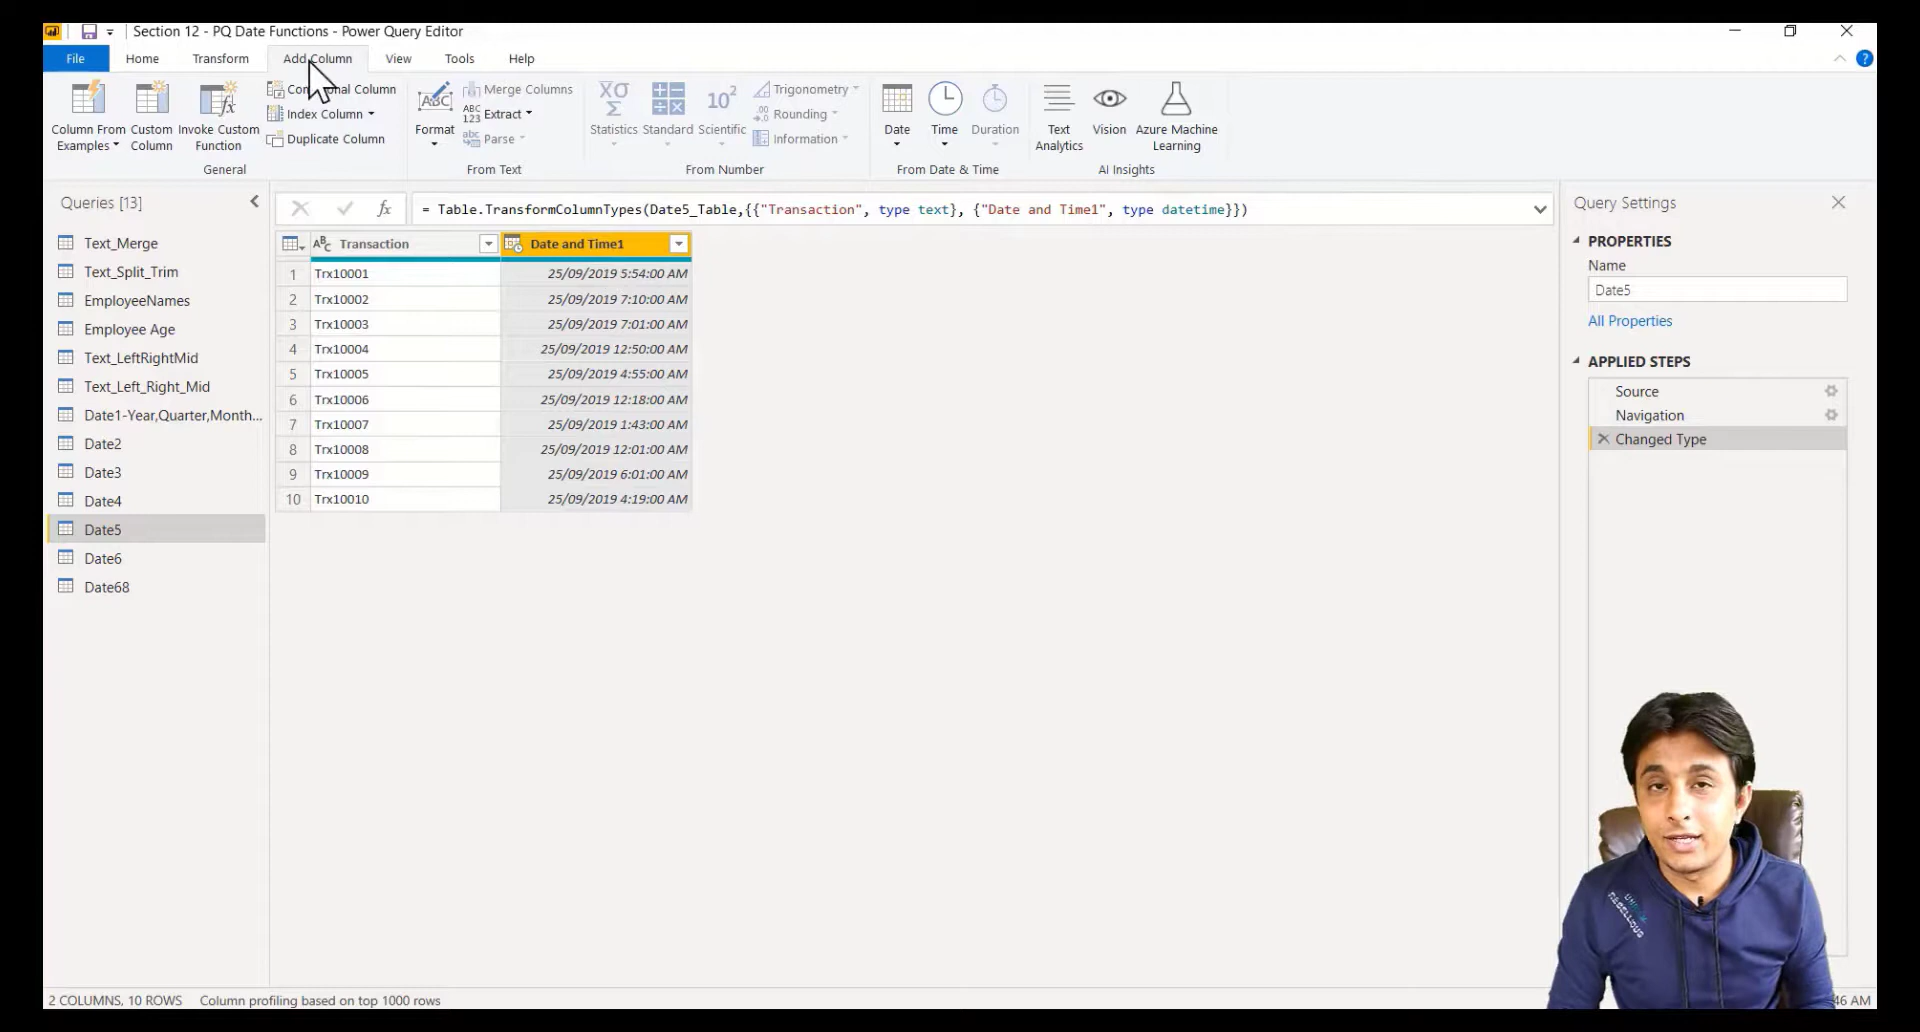 Section 12 - PQ Date Functions - Power Query Editor
File Home Transform Add Column View Tools Help
Column From Examples
Custom Column
Invoke Custom Function
Column
Index Column
Duplicate Column
General
Format
Merge Columns
Extract
Parse
From Text
Statistics
Standard
Scientific
Trigonometry
Rounding
Information
From Number
Date
Time
Duration
From Date & Time
Text Analytics
Vision
Azure Machine Learning
AI Insights
Queries [13]
Text_Merge
Text_Split_Trim
EmployeeNames
Employee Age
Text_LeftRightMid
Text_Left_Right_Mid
Date1-Year,Quarter,Month...
Date2
Date3
Date4
Date5
Date6
Date68
= Table.TransformColumnTypes(Date5_Table,{{"Transaction", type text}, {"Date and Time1", type datetime}})
Transaction Date and Time1
1 Trx10001 25/09/2019 5:54:00 AM
2 Trx10002 25/09/2019 7:10:00 AM
3 Trx10003 25/09/2019 7:01:00 AM
4 Trx10004 25/09/2019 12:50:00 AM
5 Trx10005 25/09/2019 4:55:00 AM
6 Trx10006 25/09/2019 12:18:00 AM
7 Trx10007 25/09/2019 1:43:00 AM
8 Trx10008 25/09/2019 12:01:00 AM
9 Trx10009 25/09/2019 6:01:00 AM
10 Trx10010 25/09/2019 4:19:00 AM
Query Settings
PROPERTIES
Name
Date5
All Properties
APPLIED STEPS
Source
Navigation
Changed Type
2 COLUMNS, 10 ROWS Column profiling based on top 1000 rows
46 AM